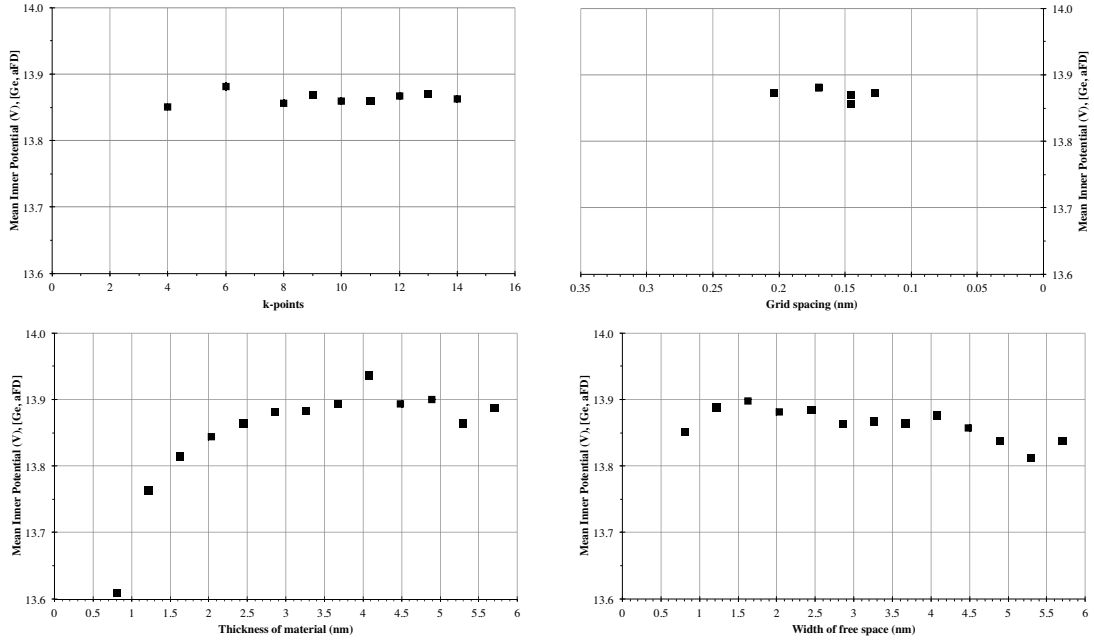 14.0
13.9
13.8
13.7
13.6
Mean Inner Potential (V), [Ge, aFD]
0 2 4 6 8 10 12 14 16
k-points
14.0
13.9
13.8
13.7
13.6
Mean Inner Potential (V), [Ge, aFD]
0.35 0.3 0.25 0.2 0.15 0.1 0.05 0
Grid spacing (nm)
14.0
13.9
13.8
13.7
13.6
Mean Inner Potential (V), [Ge, aFD]
0 0.5 1 1.5 2 2.5 3 3.5 4 4.5 5 5.5 6
Thickness of material (nm)
14.0
13.9
13.8
13.7
13.6
Mean Inner Potential (V), [Ge, aFD]
0 0.5 1 1.5 2 2.5 3 3.5 4 4.5 5 5.5 6
Width of free space (nm)